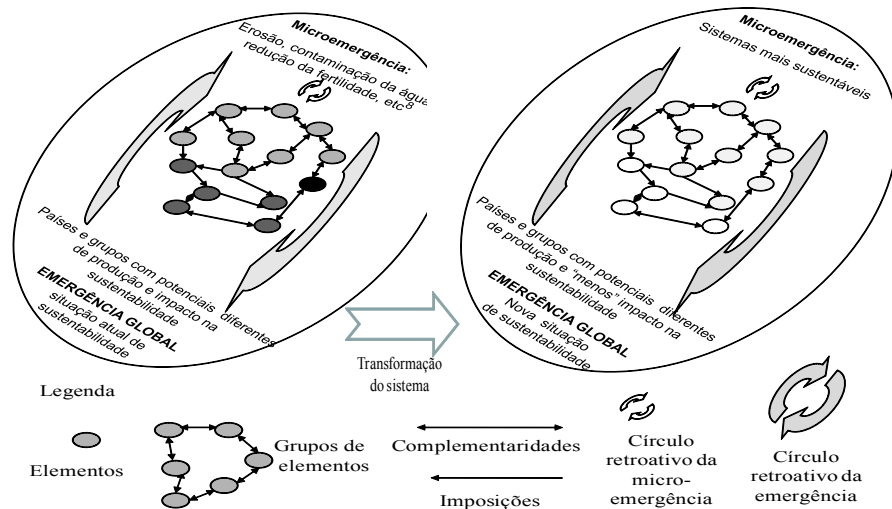 Microemergência:
Erosão, contaminação da água
redução da fertilidade, etc8
Países e grupos com potenciais diferentes
de produção e impacto na
sustentabilidade
EMERGÊNCIA GLOBAL
situação atual de
sustentabilidade
Transformação
do sistema
Microemergência:
Sistemas mais sustentáveis
Países e grupos com potenciais diferentes
de produção e "menos" impacto na
sustentabilidade
EMERGÊNCIA GLOBAL
Nova situação
de sustentabilidade
Legenda
Elementos
Grupos de
elementos
Complementaridades
Imposições
Círculo
retroativo da
micro-
emergência
Círculo
retroativo da
emergência